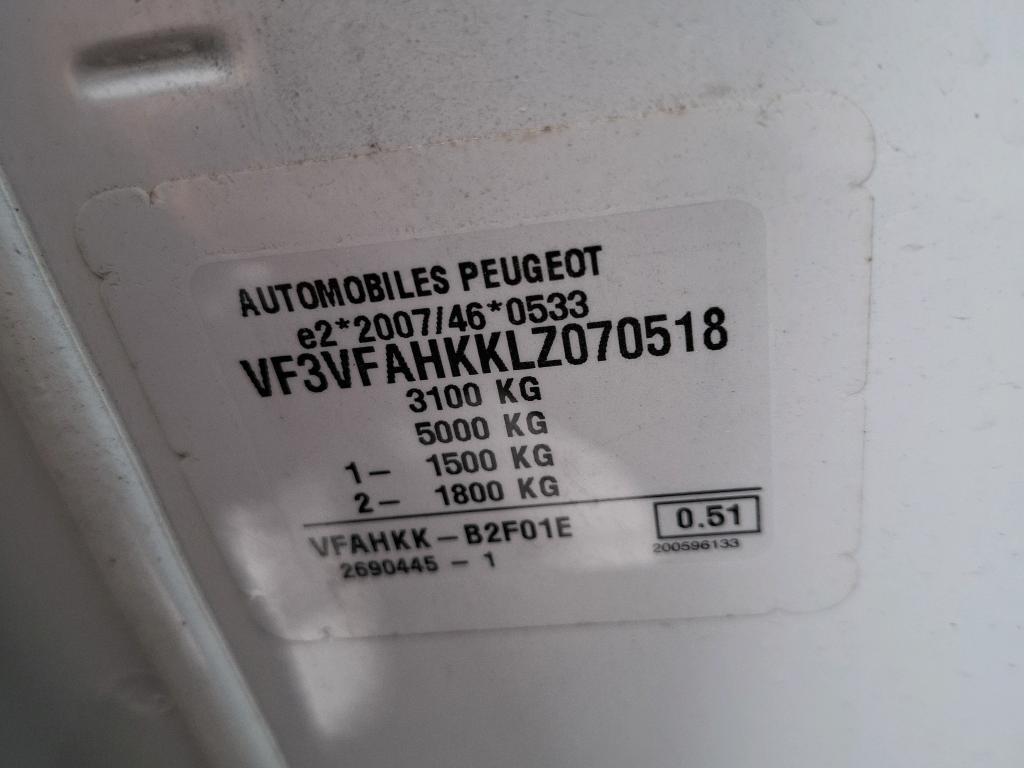 AUTOMOBILES PEUGEOT
e2*2007/46*0533
VF3VFAHKKLZ070518
3100 KG
5000 KG
1- 1500 KG
2- 1800 KG
VFAHKK-B2F01E
0.51
2690445 - 1
200596133